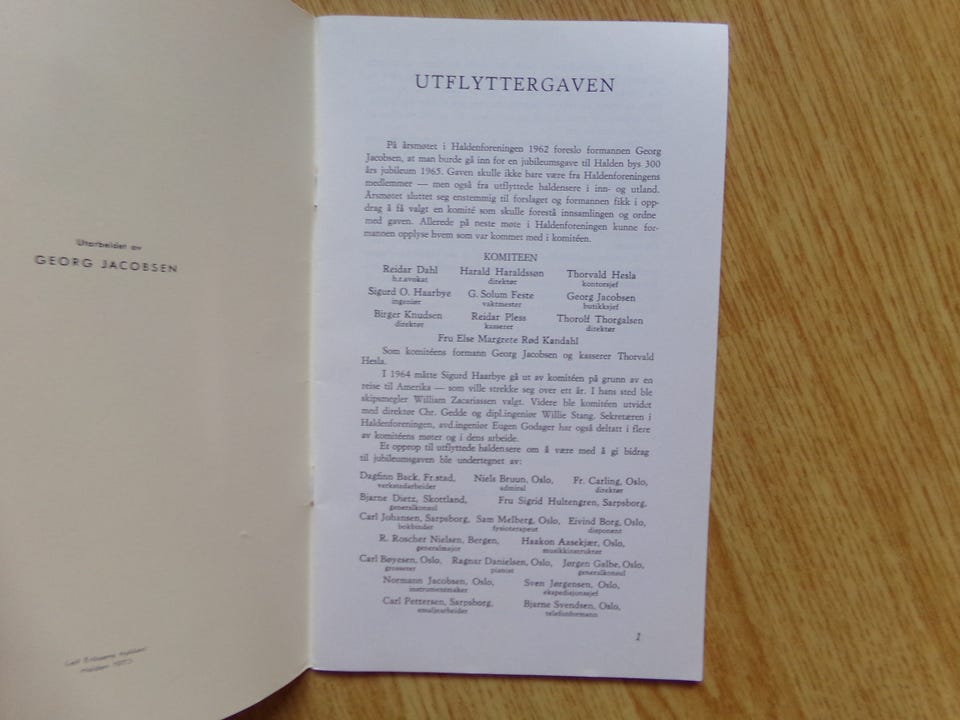 Utarbeidet av
GEORG JACOBSEN
Halden 1977
UTFLYTTERGAVEN
På årsmøtet i Haldenforeningen 1962 foreslo formannen Georg
Jacobsen, at man burde gå inn for en jubileumsgave til Halden bys 300
års jubileum 1965. Gaven skulle ikke bare være fra Haldenforeningens
medlemmer — men også fra utflyttede haldensere i inn- og utland.
Årsmøtet sluttet seg enstemmig til forslaget og formannen fikk i opp-
drag å få valgt en komité som skulle forestå innsamlingen og ordne
med gaven. Allerede på neste møte i Haldenforeningen kunne for-
mannen opplyse hvem som var kommet med i komitéen.
KOMITEEN
Reidar Dahl Harald Haraldssøn Thorvald Hesla
h.r.avokat direktør kontorsjef
Sigurd O. Haarbye G. Solum Feste Georg Jacobsen
ingeniør vaktmester butikksjef
Birger Knudsen Reidar Pless Thorolf Thorgalsen
direktør kasserer direktør
Fru Else Margrete Rød Kandahl
Som komitéens formann Georg Jacobsen og kasserer Thorvald
Hesla.
I 1964 måtte Sigurd Haarbye gå ut av komitéen på grunn av en
reise til Amerika — som ville strekke seg over ett år. I hans sted ble
skipsmegler William Zacariassen valgt. Videre ble komitéen utvidet
med direktør Chr. Gedde og dipl.ingeniør Willie Stang. Sekretæren i
Haldenforeningen, avd.ingeniør Eugen Godager har også deltatt i flere
av komitéens møter og i dens arbeide.
Et opprop til utflyttede haldensere om å være med å gi bidrag
til jubileumsgaven ble undertegnet av:
Dagfinn Back, Fr.stad, Niels Bruun, Oslo, Fr. Carling, Oslo,
verkstedarbeider admiral direktør
Bjarne Dietz, Skottland, Fru Sigrid Hultengren, Sarpsborg.
generalkonsul
Carl Johansen, Sarpsborg, Sam Melberg, Oslo, Eivind Borg, Oslo,
bokbinder fysioterapeut disponent
R. Roscher Nielsen, Bergen, Haakon Aasekjær, Oslo,
generalmajor musikkinstruktør
Carl Bøyesen, Oslo, Ragnar Danielsen, Oslo, Jørgen Galbe, Oslo,
grosserer pianist generalkonsul
Normann Jacobsen, Oslo, Sven Jørgensen, Oslo,
instrumentmaker ekspedisjonssjef
Carl Pettersen, Sarpsborg, Bjarne Svendsen, Oslo,
emaljearbeider telefonformann